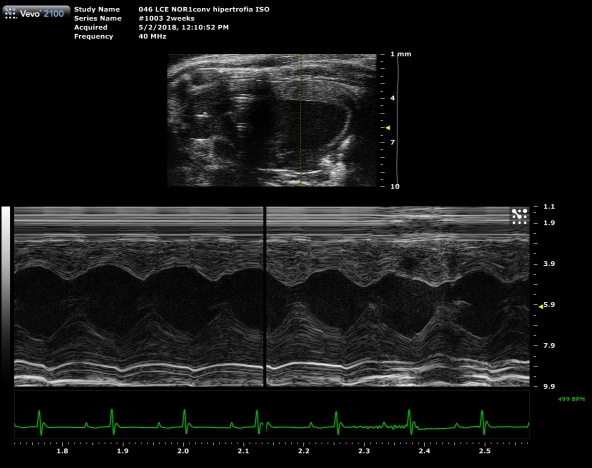 Vevo 2100
Study Name 046 LCE NOR1conv hipertrofia ISO
Series Name #1003 2weeks
Acquired 5/2/2018, 12:10:52 PM
Frequency 40 MHz
1 mm
4
7
10
1.1
1.9
3.9
5.9
7.9
9.9
499 BPM
1.8 1.9 2.0 2.1 2.2 2.3 2.4 2.5